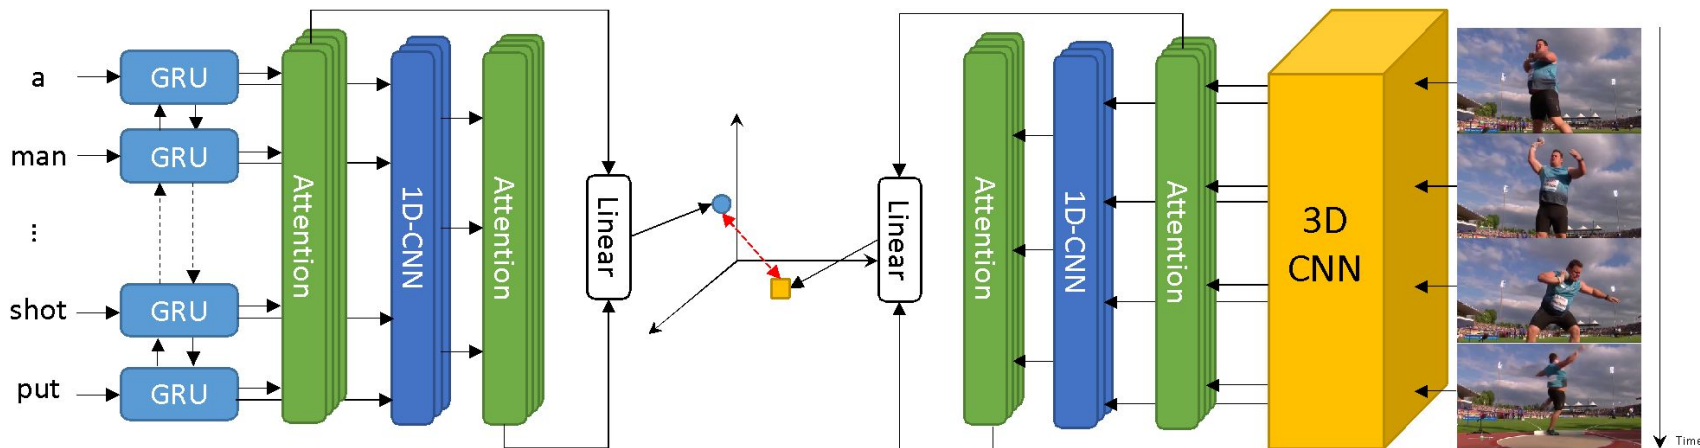 a
GRU
man
GRU
...
shot
GRU
put
GRU
Attention
1D-CNN
Attention
Linear
Linear
Attention
1D-CNN
Attention
3D
CNN
Time